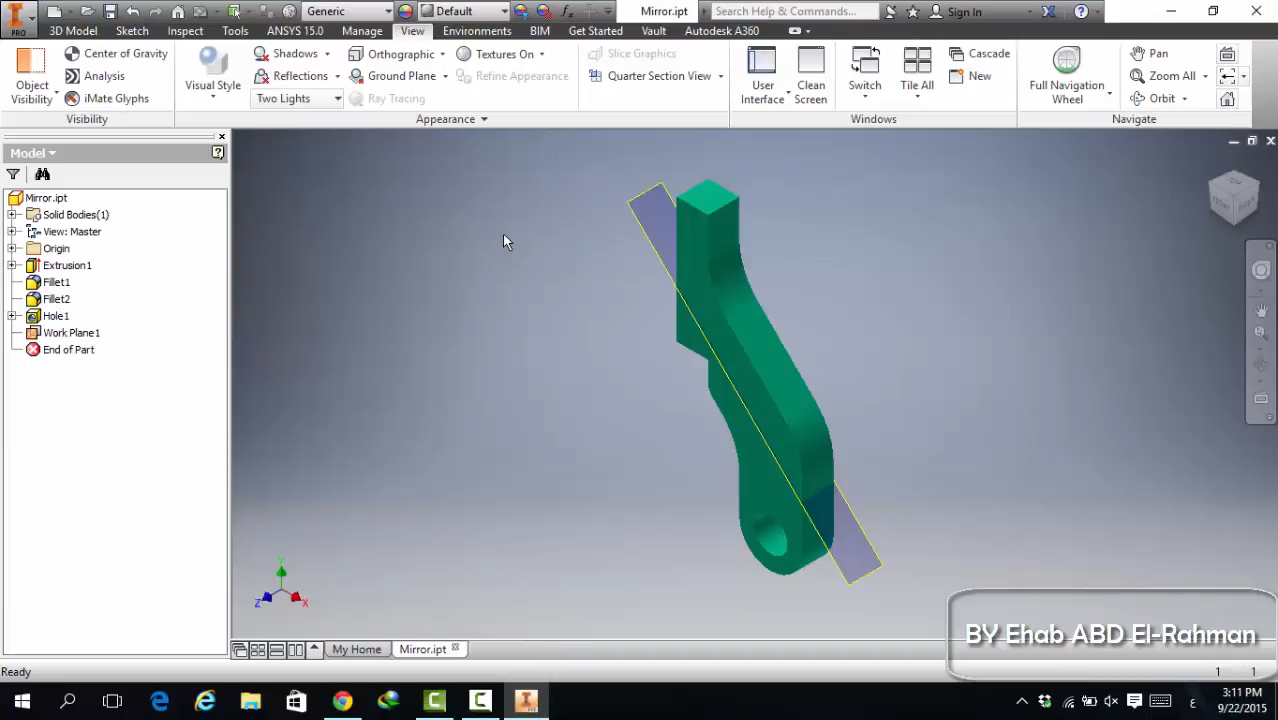 PRO
Generic
Default
Mirror.ipt
Search Help & Commands...
Sign In
3D Model
Sketch
Inspect
Tools
ANSYS 15.0
Manage
View
Environments
BIM
Get Started
Vault
Autodesk A360
Object
Visibility
Center of Gravity
Analysis
iMate Glyphs
Visibility
Visual Style
Shadows
Reflections
Two Lights
Orthographic
Ground Plane
Ray Tracing
Textures On
Refine Appearance
Appearance
Slice Graphics
Quarter Section View
User
Interface
Clean
Screen
Switch
Tile All
Cascade
New
Windows
Full Navigation
Wheel
Pan
Zoom All
Orbit
Navigate
Model
Mirror.ipt
Solid Bodies(1)
View: Master
Origin
Extrusion1
Fillet1
Fillet2
Hole1
Work Plane1
End of Part
Y
Z
X
BY Ehab ABD El-Rahman
My Home
Mirror.ipt
Ready
1
1
ع
3:11 PM
9/22/2015